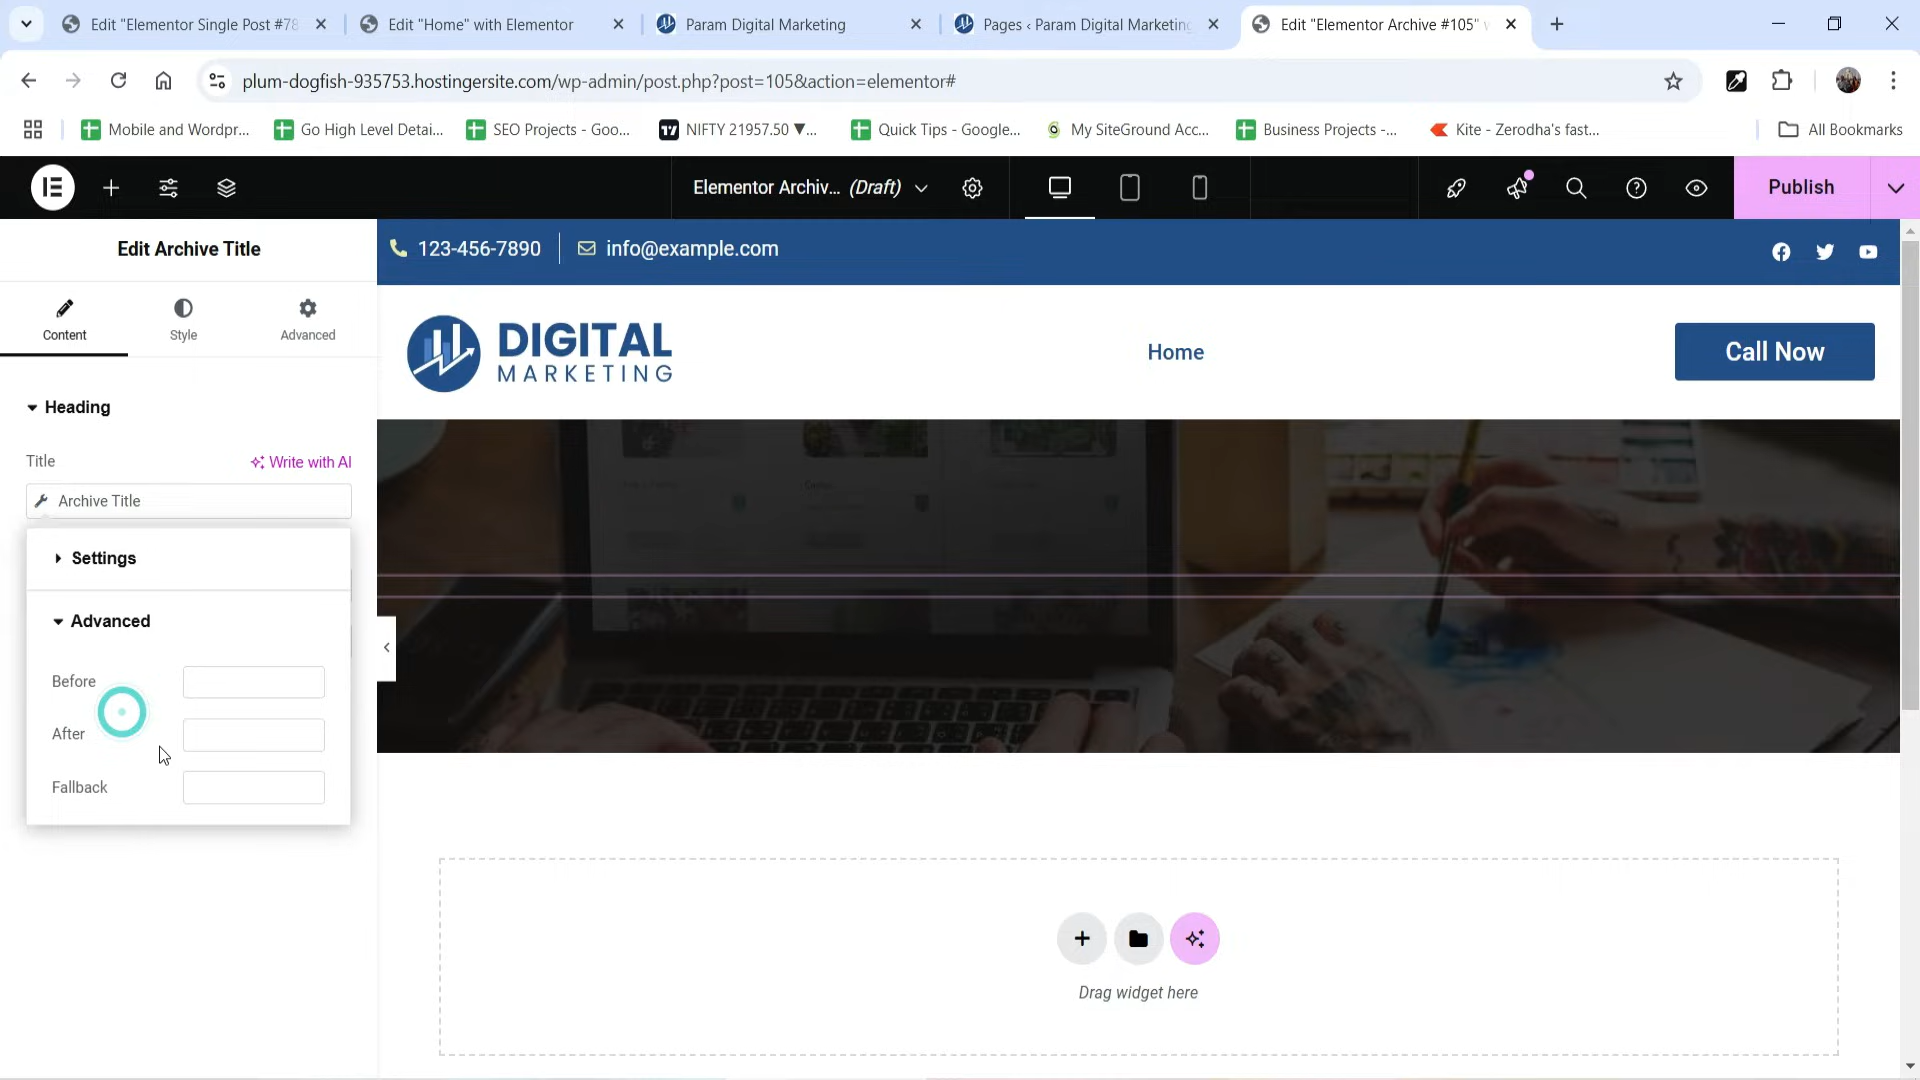 Edit "Elementor Single Post #78
Edit "Home" with Elementor
Param Digital Marketing
Pages ‹ Param Digital Marketing
Edit "Elementor Archive #105" w
plum-dogfish-935753.hostingersite.com/wp-admin/post.php?post=105&action=elementor#
Mobile and Wordpr...
Go High Level Detai...
SEO Projects - Goo...
NIFTY 21957.50 ▼...
Quick Tips - Google...
My SiteGround Acc...
Business Projects -...
Kite - Zerodha's fast...
All Bookmarks
Elementor Archiv... (Draft)
Publish
Edit Archive Title
123-456-7890
info@example.com
Content
Style
Advanced
DIGITAL
MARKETING
Home
Call Now
Heading
Title
Write with AI
Archive Title
Settings
Advanced
Before
After
Fallback
Drag widget here